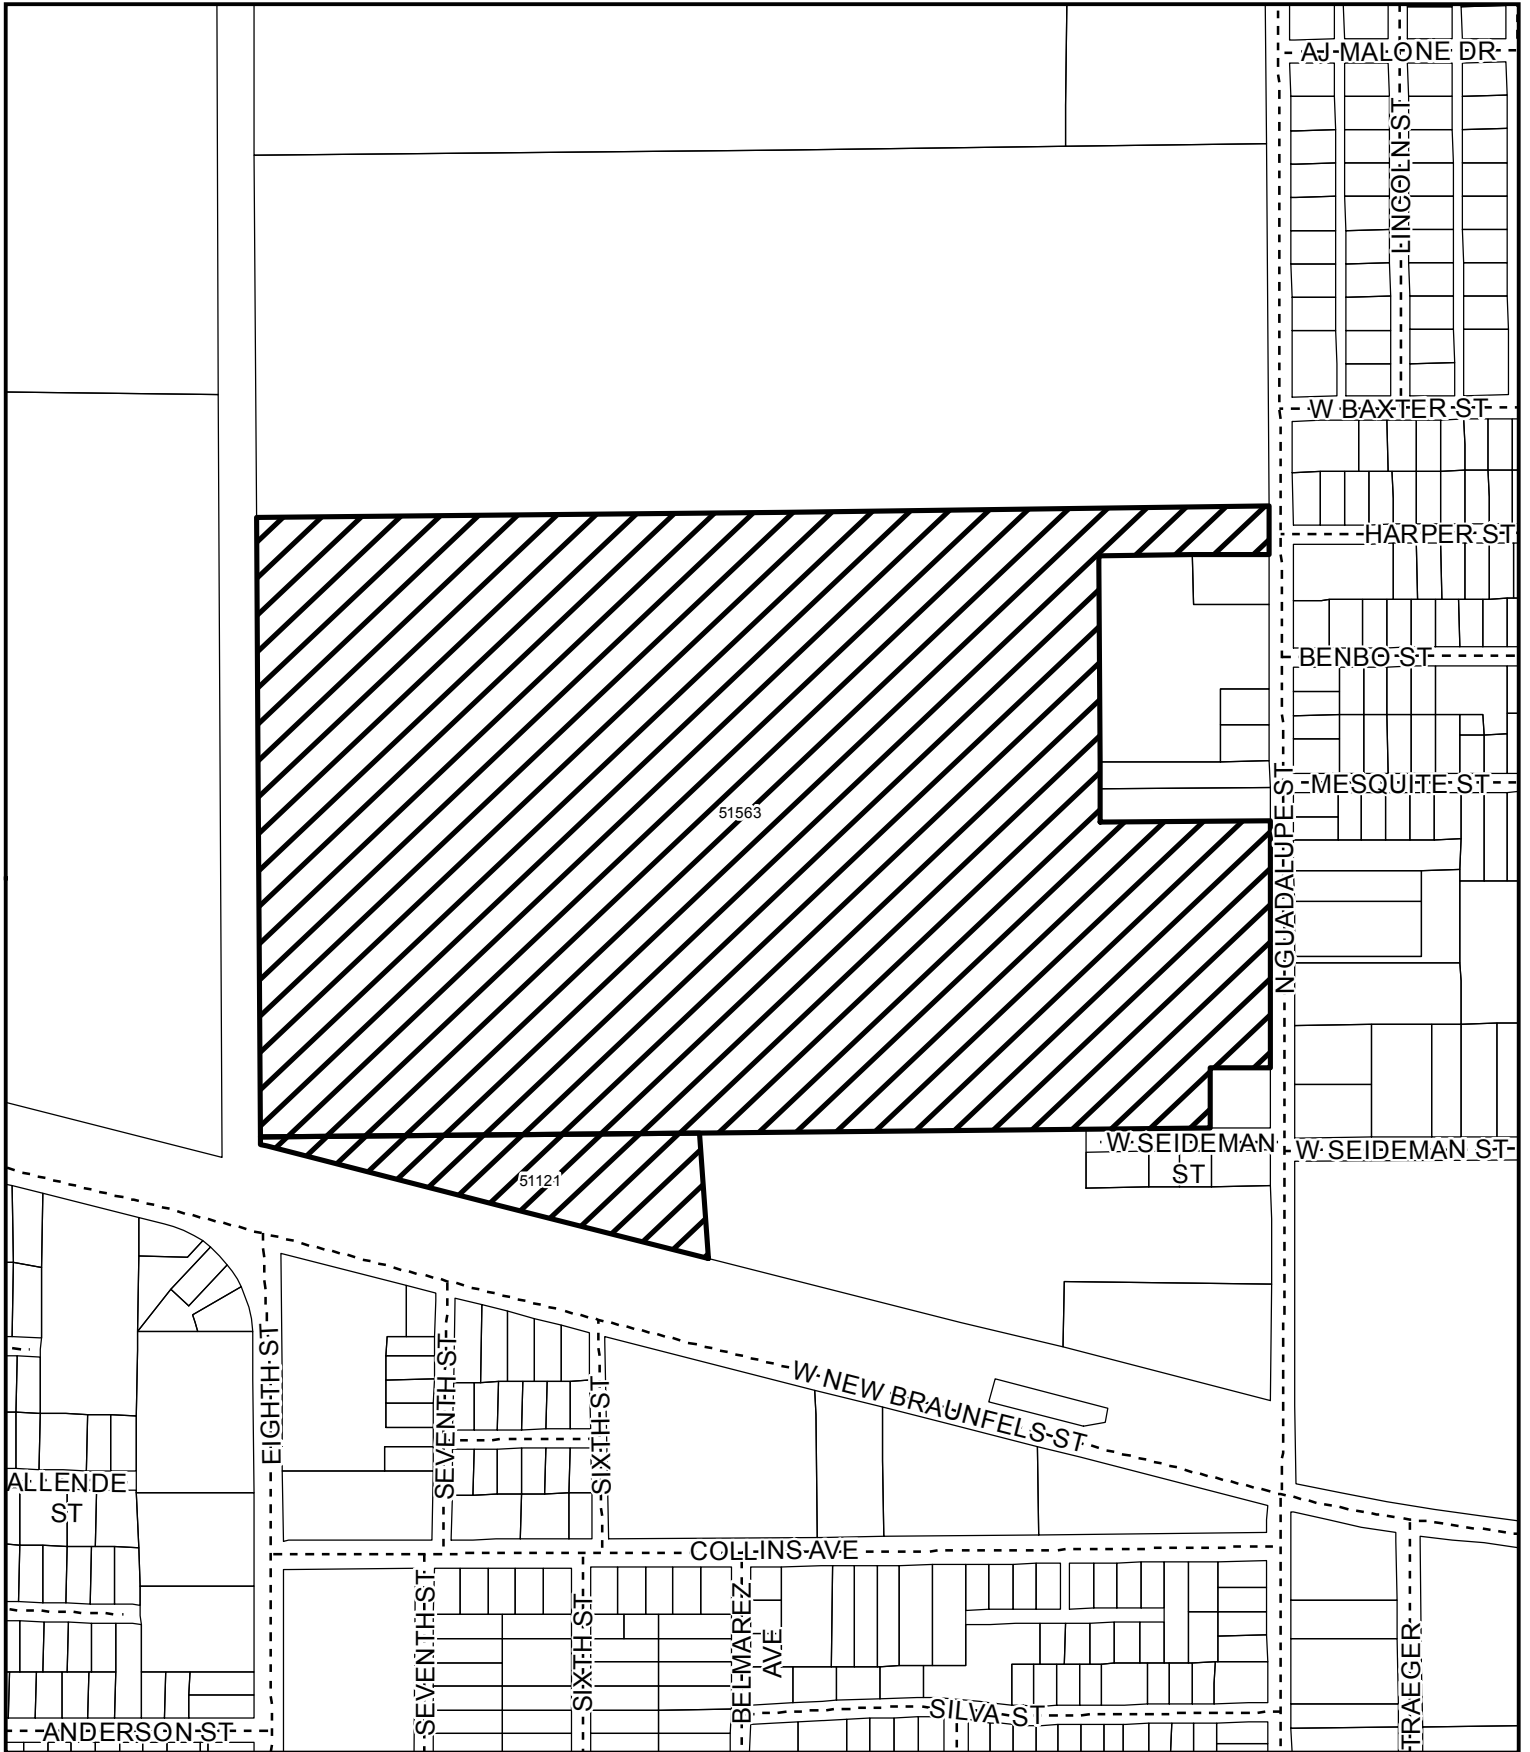 AJ MALONE DR
LINCOLN ST
W BAXTER ST
HARPER ST
BENBO ST
MESQUITE ST
N GUADALUPE ST
51563
W SEIDEMAN
ST
W SEIDEMAN ST
51121
EIGHTH ST
SEVENTH ST
SIXTH ST
W NEW BRAUNFELS ST
ALLENDE
ST
COLLINS AVE
SEVENTH ST
SIXTH ST
BELMAREZ
AVE
SILVA ST
TRAEGER
ANDERSON ST